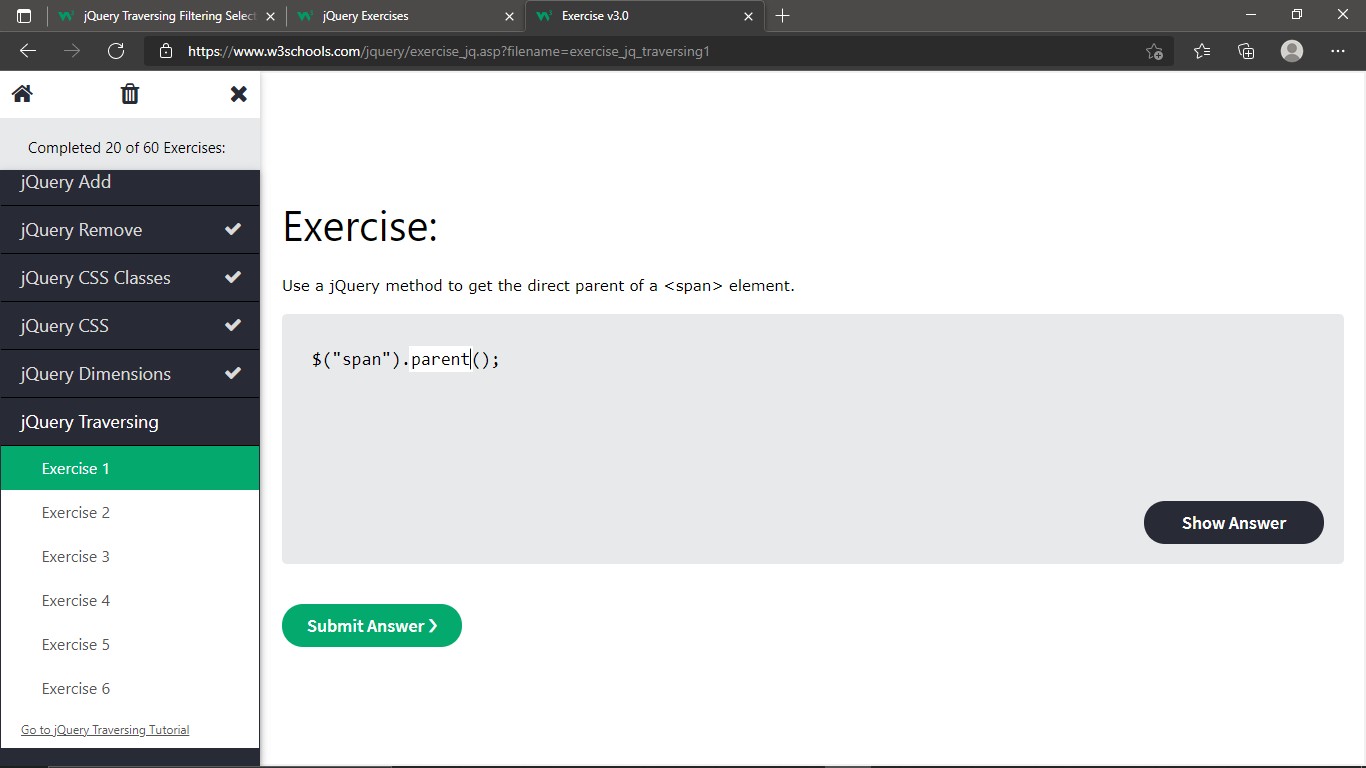 jQuery Traversing Filtering Select
jQuery Exercises
Exercise v3.0
https://www.w3schools.com/jquery/exercise_jq.asp?filename=exercise_jq_traversing1
Completed 20 of 60 Exercises:
jQuery Add
jQuery Remove
jQuery CSS Classes
jQuery CSS
jQuery Dimensions
jQuery Traversing
Exercise 1
Exercise 2
Exercise 3
Exercise 4
Exercise 5
Exercise 6
Go to jQuery Traversing Tutorial
Exercise:
Use a jQuery method to get the direct parent of a <span> element.
$("span").parent();
Show Answer
Submit Answer ❯